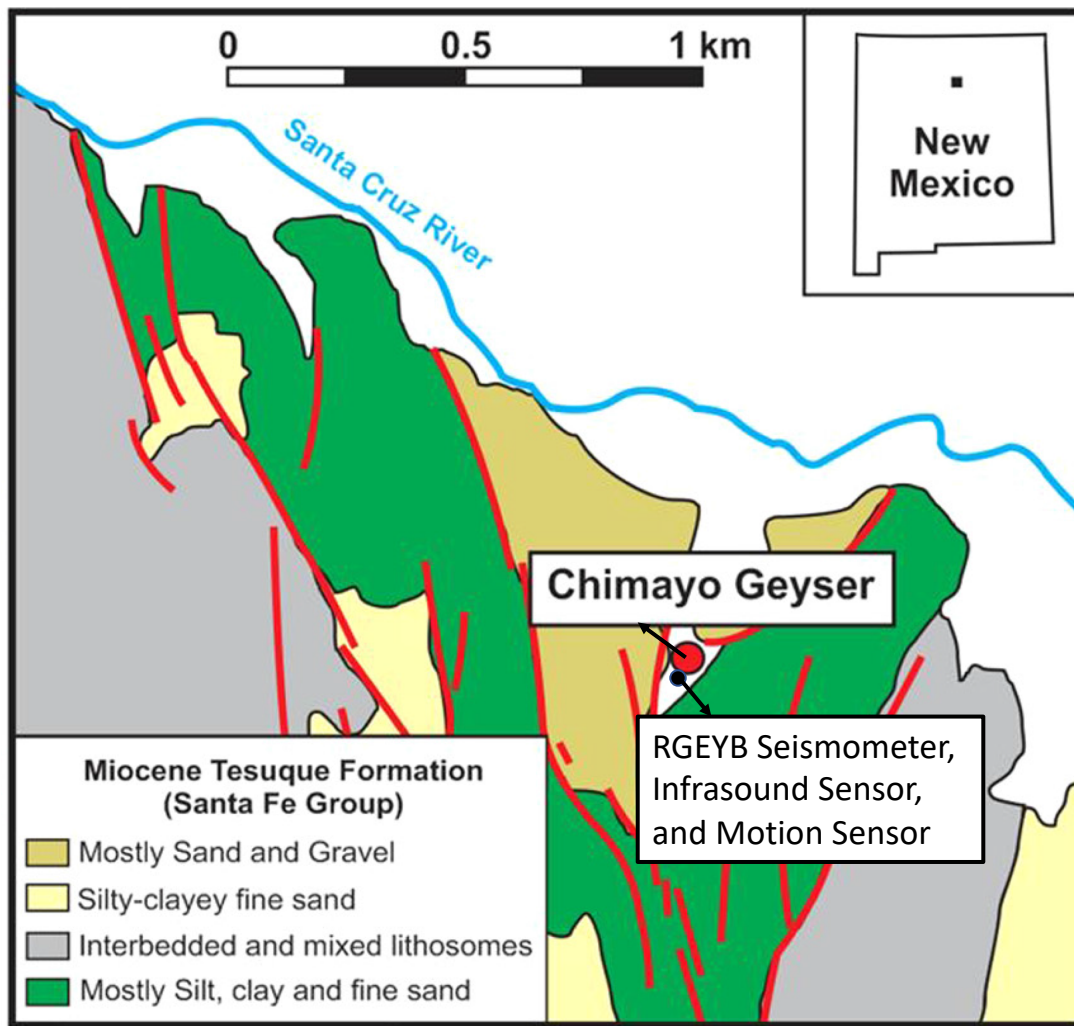 0 0.5 1 km
New
Mexico
Santa Cruz River
Chimayo Geyser
RGEYB Seismometer,
Infrasound Sensor,
and Motion Sensor
Miocene Tesuque Formation
(Santa Fe Group)
Mostly Sand and Gravel
Silty-clayey fine sand
Interbedded and mixed lithosomes
Mostly Silt, clay and fine sand